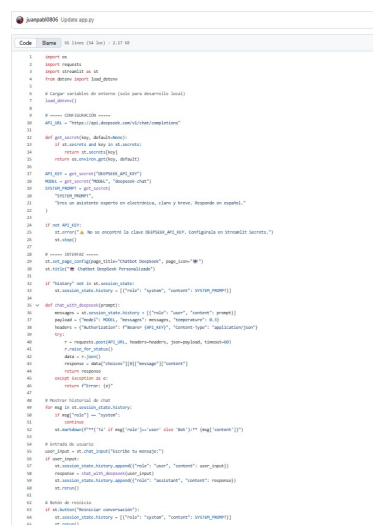 juanpabl0806 Update app.py
Code Blame 65 lines (54 loc) · 2.17 KB
1 import os
2 import requests
3 import streamlit as st
4 from dotenv import load_dotenv
5
6 # Cargar variables de entorno (solo para desarrollo local)
7 load_dotenv()
8
9 # ===== CONFIGURACIÓN =====
10 API_URL = "https://api.deepseek.com/v1/chat/completions"
11
12 def get_secret(key, default=None):
13 if st.secrets and key in st.secrets:
14 return st.secrets[key]
15 return os.environ.get(key, default)
16
17 API_KEY = get_secret("DEEPSEEK_API_KEY")
18 MODEL = get_secret("MODEL", "deepseek-chat")
19 SYSTEM_PROMPT = get_secret(
20 "SYSTEM_PROMPT",
21 "Eres un asistente experto en electrónica, claro y breve. Responde en español."
22 )
23
24 if not API_KEY:
25 st.error("⚠️ No se encontró la clave DEEPSEEK_API_KEY. Configúrala en Streamlit Secrets.")
26 st.stop()
27
28 # ===== INTERFAZ =====
29 st.set_page_config(page_title="Chatbot DeepSeek", page_icon="🎓")
30 st.title("🎓 Chatbot DeepSeek Personalizado")
31
32 if "history" not in st.session_state:
33 st.session_state.history = [{"role": "system", "content": SYSTEM_PROMPT}]
34
35 def chat_with_deepseek(prompt):
36 messages = st.session_state.history + [{"role": "user", "content": prompt}]
37 payload = {"model": MODEL, "messages": messages, "temperature": 0.3}
38 headers = {"Authorization": f"Bearer {API_KEY}", "Content-Type": "application/json"}
39 try:
40 r = requests.post(API_URL, headers=headers, json=payload, timeout=60)
41 r.raise_for_status()
42 data = r.json()
43 response = data["choices"][0]["message"]["content"]
44 return response
45 except Exception as e:
46 return f"Error: {e}"
47
48 # Mostrar historial de chat
49 for msg in st.session_state.history:
50 if msg["role"] == "system":
51 continue
52 st.markdown(f"**{'Tú' if msg['role']=='user' else 'Bot'}:** {msg['content']}")
53
54 # Entrada de usuario
55 user_input = st.chat_input("Escribe tu mensaje:")
56 if user_input:
57 st.session_state.history.append({"role": "user", "content": user_input})
58 response = chat_with_deepseek(user_input)
59 st.session_state.history.append({"role": "assistant", "content": response})
60 st.rerun()
61
62 # Botón de reinicio
63 if st.button("Reiniciar conversación"):
64 st.session_state.history = [{"role": "system", "content": SYSTEM_PROMPT}]
65 st.rerun()